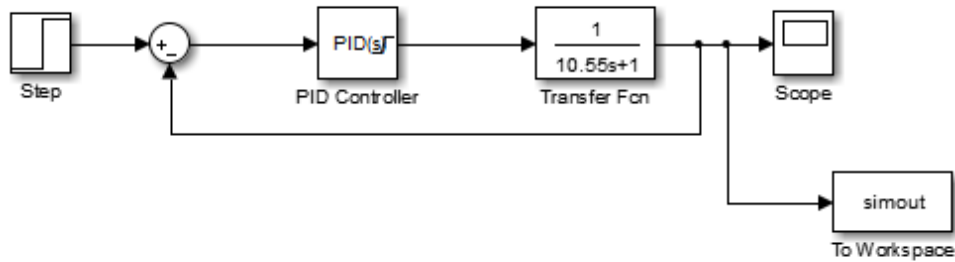 Step
+
−
PID(s)
PID Controller
1
10.55s+1
Transfer Fcn
Scope
simout
To Workspace